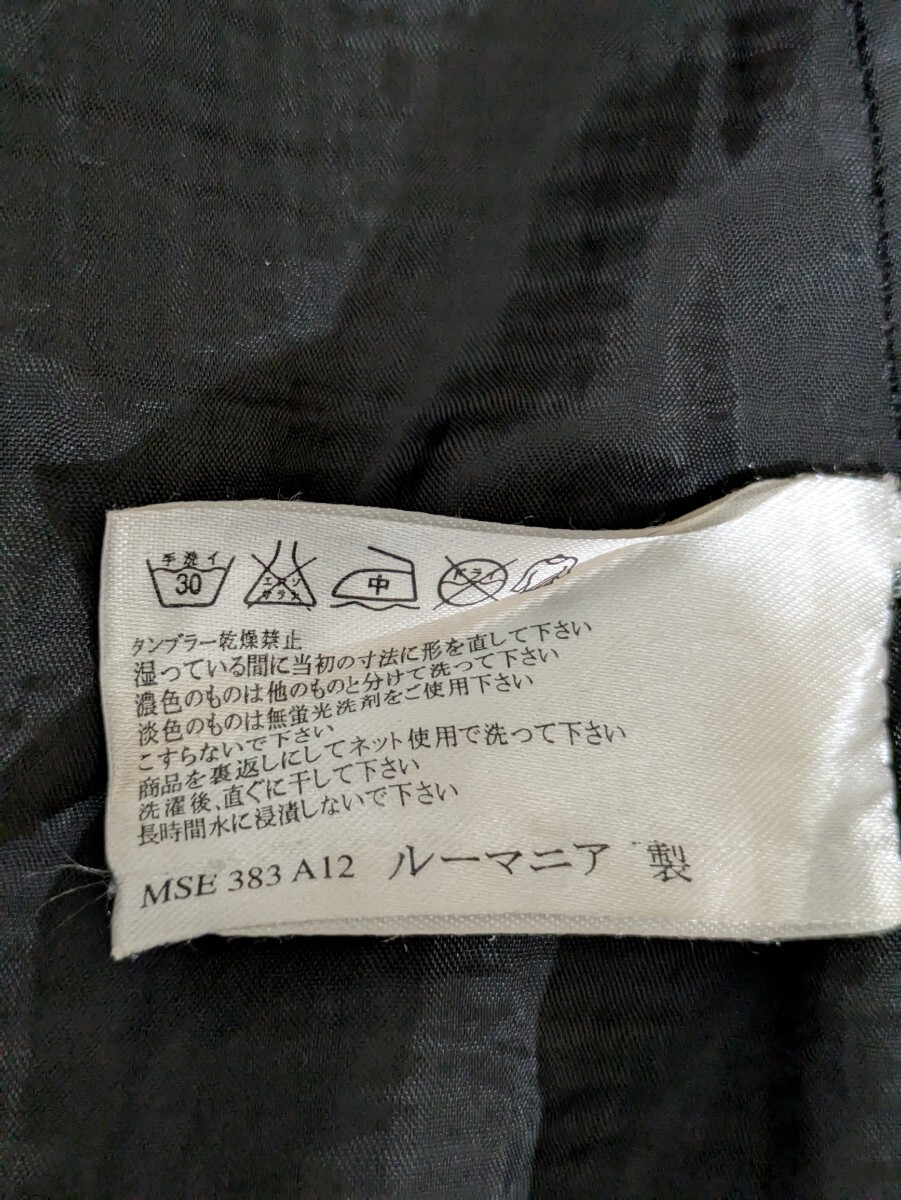 手洗イ
30
エンソ
サラシ
中
ドライ
タンブラー乾燥禁止
湿っている間に当初の寸法に形を直して下さい
濃色のものは他のものと分けて洗って下さい
淡色のものは無蛍光洗剤をご使用下さい
こすらないで下さい
商品を裏返しにしてネット使用で洗って下さい
洗濯後、直ぐに干して下さい
長時間水に浸漬しないで下さい
MSE 383 A12 ルーマニア 製